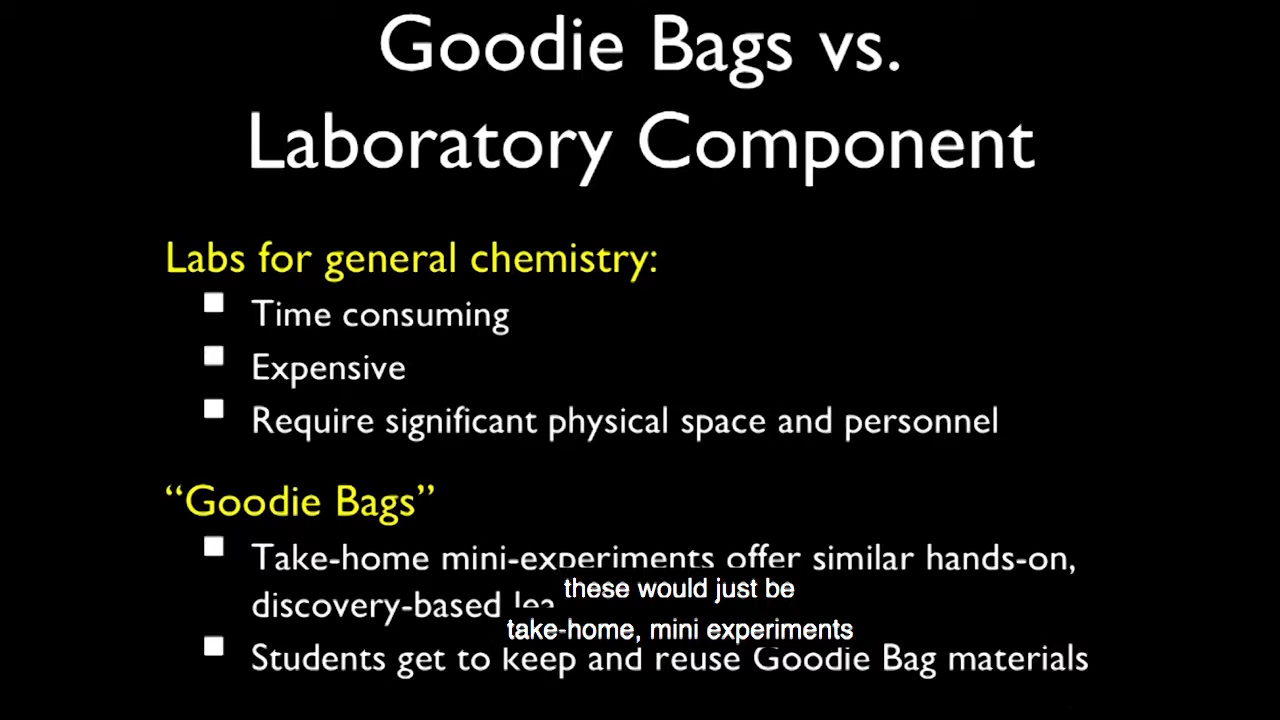 Goodie Bags vs.
Laboratory Component
Labs for general chemistry:
Time consuming
Expensive
Require significant physical space and personnel
“Goodie Bags”
Take-home mini-experiments offer similar hands-on,
discovery-based
these would just be
take-home, mini experiments
Students get to keep and reuse Goodie Bag materials